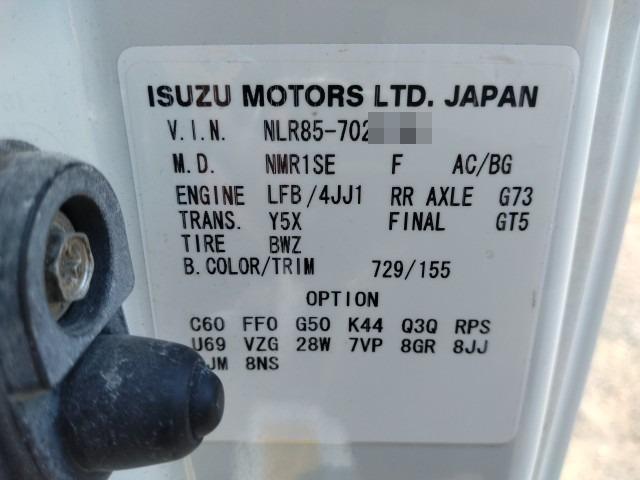 ISUZU MOTORS LTD. JAPAN
V.I.N. NLR85-702
M.D. NMR1SE F AC/BG
ENGINE LFB/4JJ1 RR AXLE G73
TRANS. Y5X FINAL GT5
TIRE BWZ
B.COLOR/TRIM 729/155
OPTION
C60 FF0 G50 K44 Q3Q RPS
U69 VZG 28W 7VP 8GR 8JJ
8NS